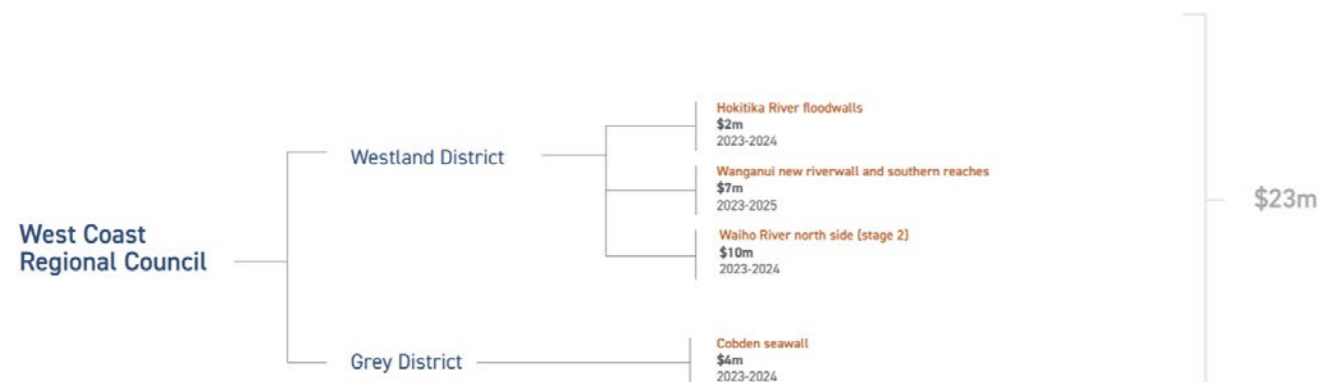 Hokitika River floodwalls
$2m
2023-2024
Westland District
Wanganui new riverwall and southern reaches
$7m
2023-2025
$23m
West Coast
Regional Council
Waiho River north side (stage 2)
$10m
2023-2024
Cobden seawall
$4m
2023-2024
Grey District